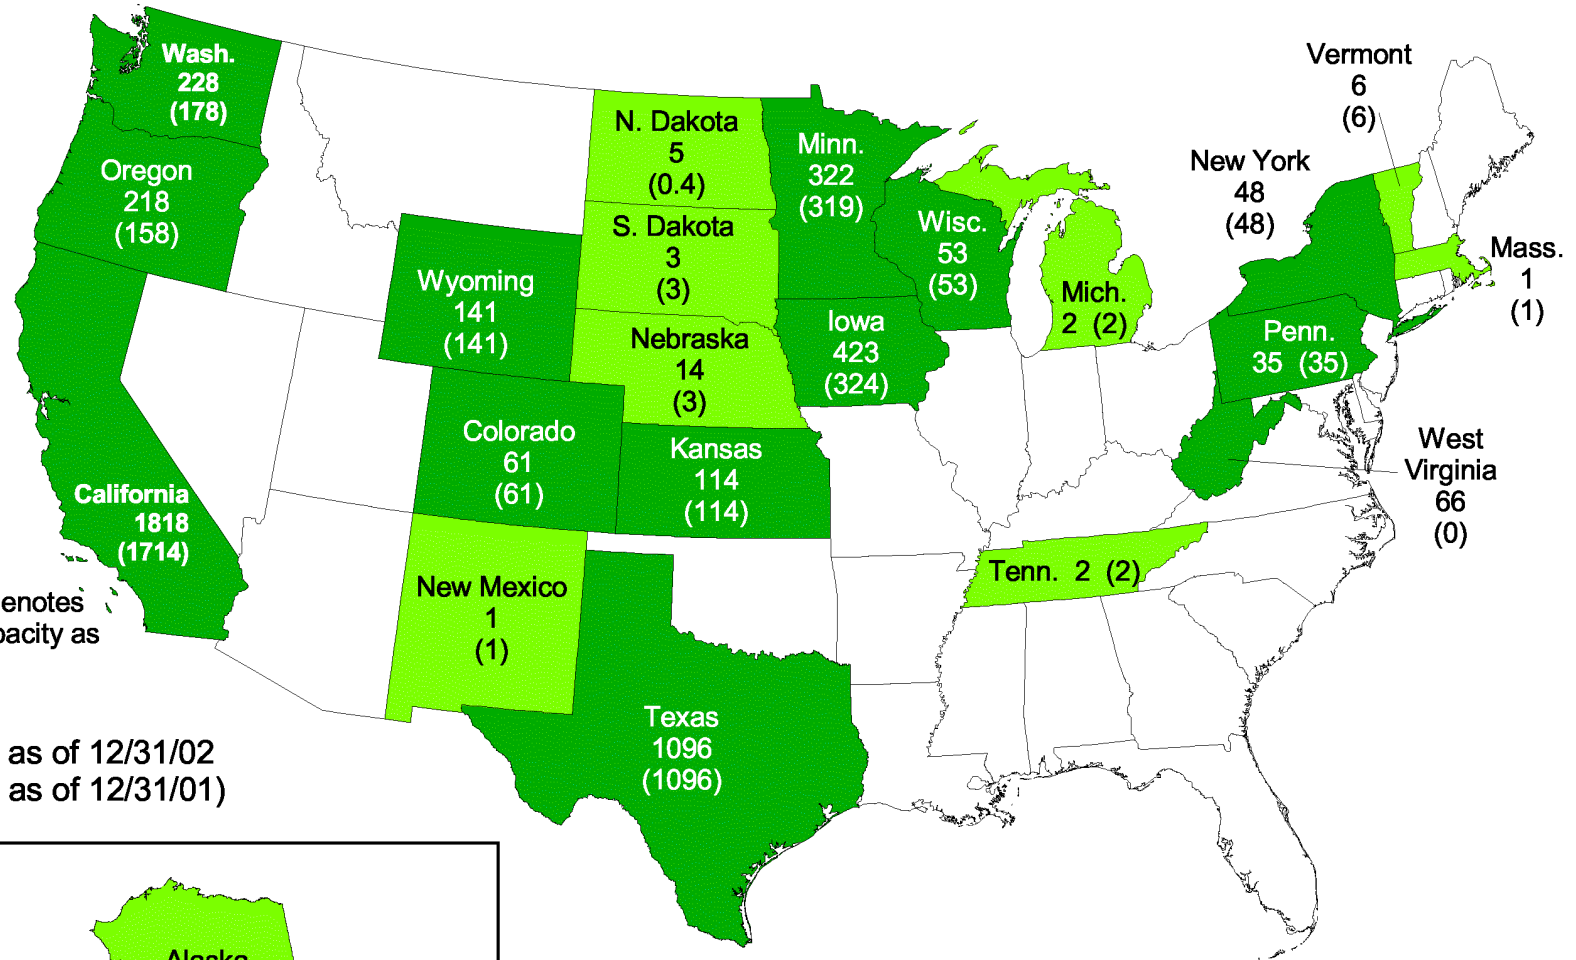 Wash.
228
(178)
Oregon
218
(158)
California
1818
(1714)
Wyoming
141
(141)
Colorado
61
(61)
N. Dakota
5
(0.4)
S. Dakota
3
(3)
Nebraska
14
(3)
Kansas
114
(114)
New Mexico
1
(1)
Texas
1096
(1096)
Minn.
322
(319)
Wisc.
53
(53)
Iowa
423
(324)
Mich.
2 (2)
Tenn. 2 (2)
Vermont
6
(6)
New York
48
(48)
Mass.
1
(1)
Penn.
35 (35)
West
Virginia
66
(0)
enotes
pacity as
as of 12/31/02
as of 12/31/01)
Alaska